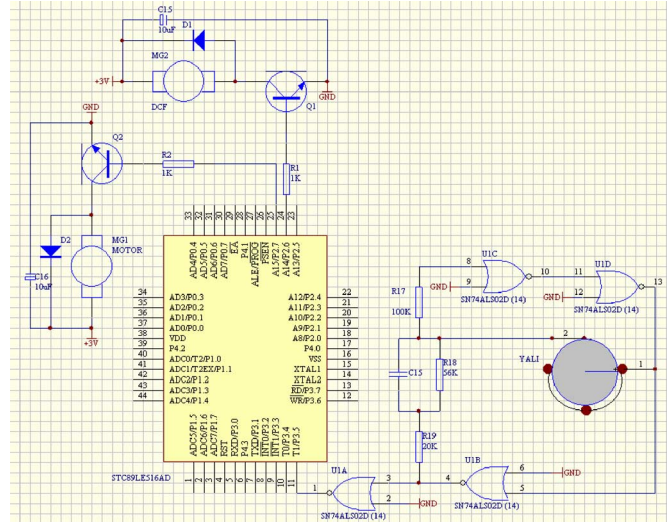 C15
10uF
D1
MG2
+3V
DCF
Q1
GND
GND
Q2
R2
1K
R1
1K
D2
MG1
MOTOR
C16
10uF
+3V
33 32 31 30 29 28 27 26 25 24 23
AD4/P0.4
AD5/P0.5
AD6/P0.6
AD7/P0.7
EA
P4.1
ALE/PROG
PSEN
A15/P2.7
A14/P2.6
A13/P2.5
34 AD3/P0.3 A12/P2.4 22
35 AD2/P0.2 A11/P2.3 21
36 AD1/P0.1 A10/P2.2 20
37 AD0/P0.0 A9/P2.1 19
38 VDD A8/P2.0 18
39 P4.2 P4.0 17
40 ADC0/T2/P1.0 VSS 16
41 ADC1/T2EX/P1.1 XTAL1 15
42 ADC2/P1.2 XTAL2 14
43 ADC3/P1.3 RD/P3.7 13
44 ADC4/P1.4 WR/P3.6 12
ADC5/P1.5
ADC6/P1.6
ADC7/P1.7
RST
RXD/P3.0
P4.3
TXD/P3.1
INT0/P3.2
INT1/P3.3
T0/P3.4
T1/P3.5
1 2 3 4 5 6 7 8 9 10 11
STC89LE516AD
U1C
8
10
GND
9
SN74ALS02D (14)
U1D
11
13
GND
12
SN74ALS02D (14)
R17
100K
C15
R18
56K
2
YALI
1
R19
20K
U1A
1
3
2
GND
SN74ALS02D (14)
U1B
4
6
GND
5
SN74ALS02D (14)